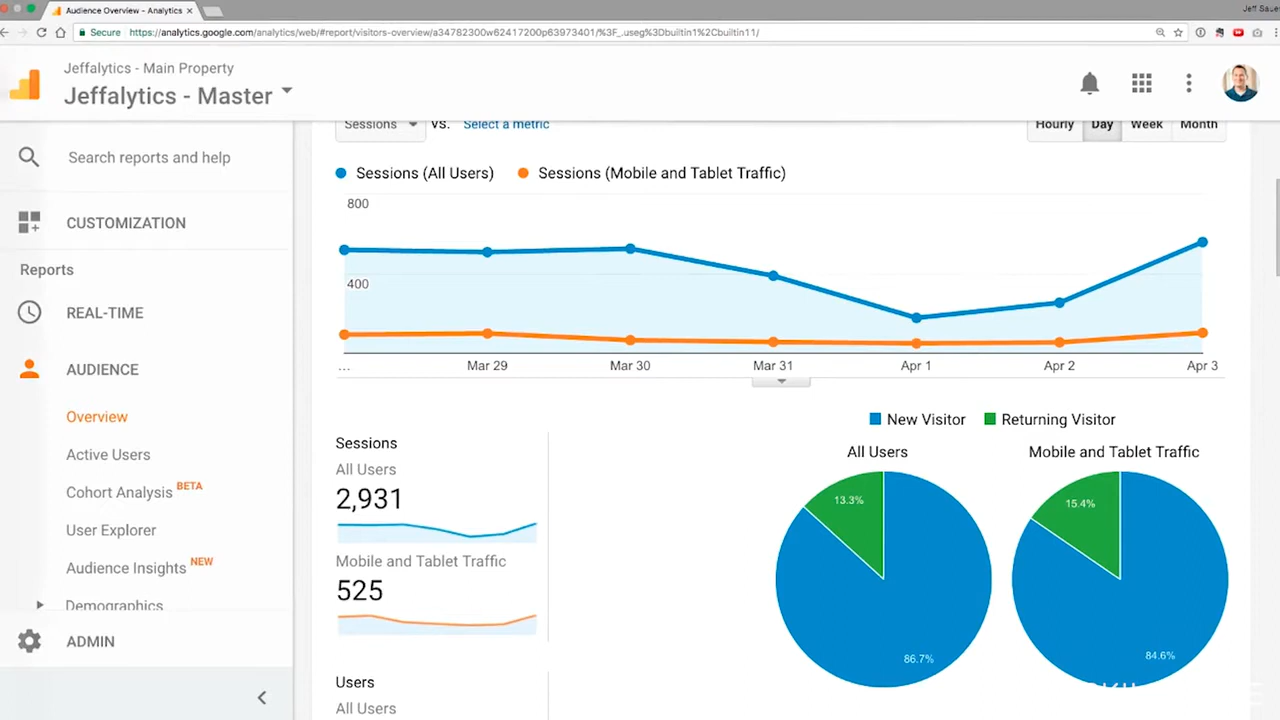 Audience Overview - Analytics ×
Jeff Saue
Secure https://analytics.google.com/analytics/web/#report/visitors-overview/a34782300w62417200p63973401/%3F_.useg%3Dbuiltin1%2Cbuiltin11/
Jeffalytics - Main Property
Jeffalytics - Master
Search reports and help
CUSTOMIZATION
Reports
REAL-TIME
AUDIENCE
Overview
Active Users
Cohort Analysis BETA
User Explorer
Audience Insights NEW
Demographics
ADMIN
Sessions VS. Select a metric
Hourly Day Week Month
Sessions (All Users) Sessions (Mobile and Tablet Traffic)
800
400
... Mar 29 Mar 30 Mar 31 Apr 1 Apr 2 Apr 3
Sessions
All Users
2,931
Mobile and Tablet Traffic
525
Users
All Users
New Visitor Returning Visitor
All Users
13.3%
86.7%
Mobile and Tablet Traffic
15.4%
84.6%